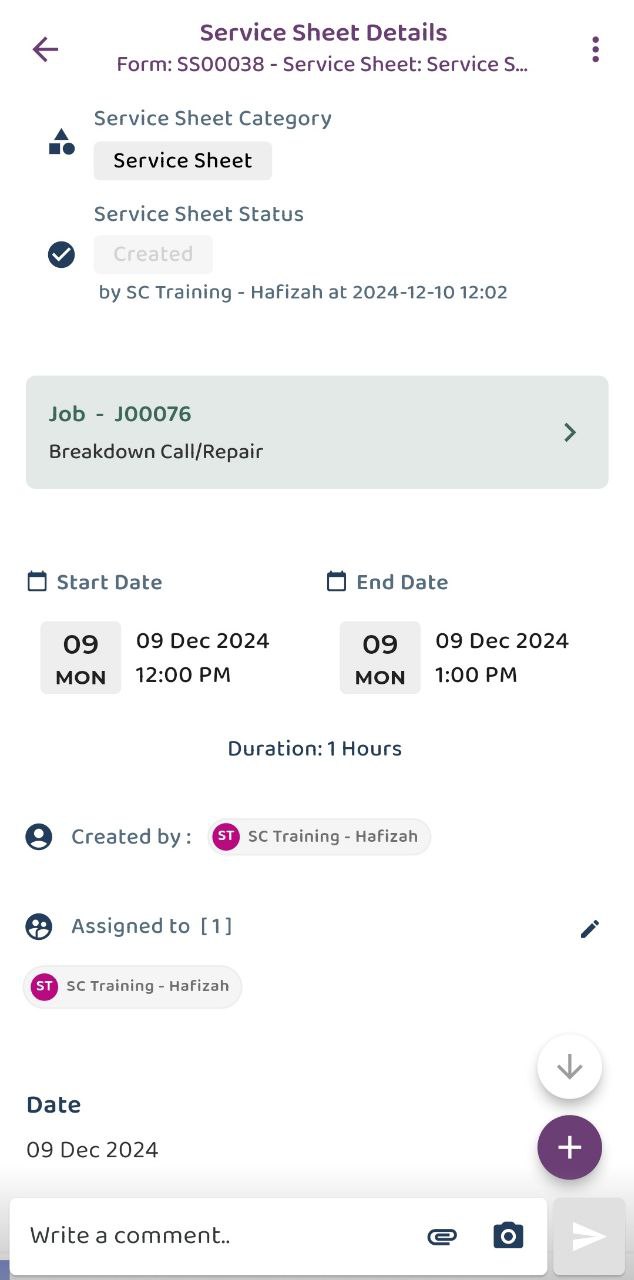 Service Sheet Details
Form: SS00038 - Service Sheet: Service S...
Service Sheet Category
Service Sheet
Service Sheet Status
Created
by SC Training - Hafizah at 2024-12-10 12:02
Job - J00076
Breakdown Call/Repair
Start Date
09
MON
09 Dec 2024
12:00 PM
End Date
09
MON
09 Dec 2024
1:00 PM
Duration: 1 Hours
Created by : ST SC Training - Hafizah
Assigned to [ 1 ]
ST SC Training - Hafizah
Date
09 Dec 2024
Write a comment..